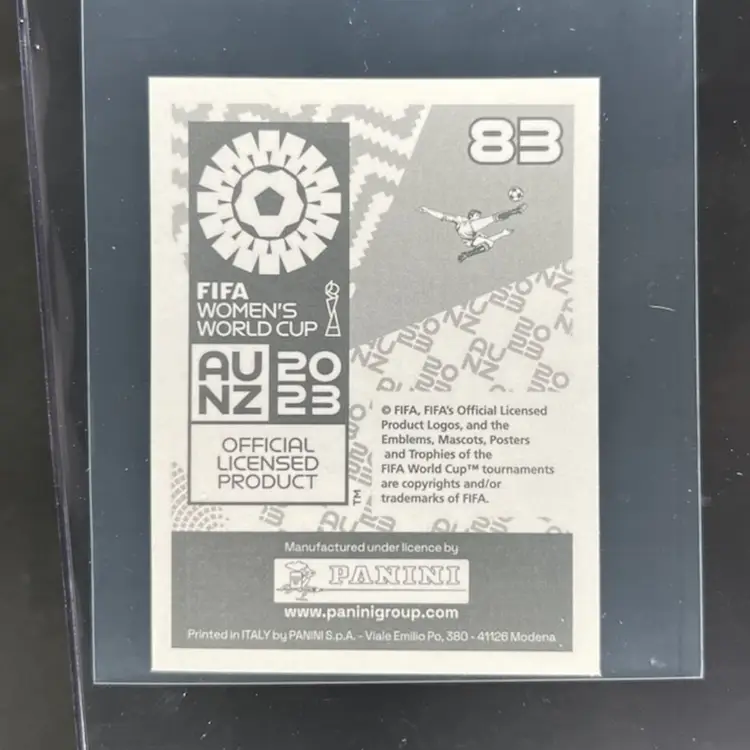 83
FIFA
WOMEN'S
WORLD CUP
AU 20
NZ 23
OFFICIAL
LICENSED
PRODUCT
TM
© FIFA, FIFA's Official Licensed
Product Logos, and the
Emblems, Mascots, Posters
and Trophies of the
FIFA World Cup™ tournaments
are copyrights and/or
trademarks of FIFA.
Manufactured under licence by
PANINI
www.paninigroup.com
Printed in ITALY by PANINI S.p.A. - Viale Emilio Po, 380 - 41126 Modena